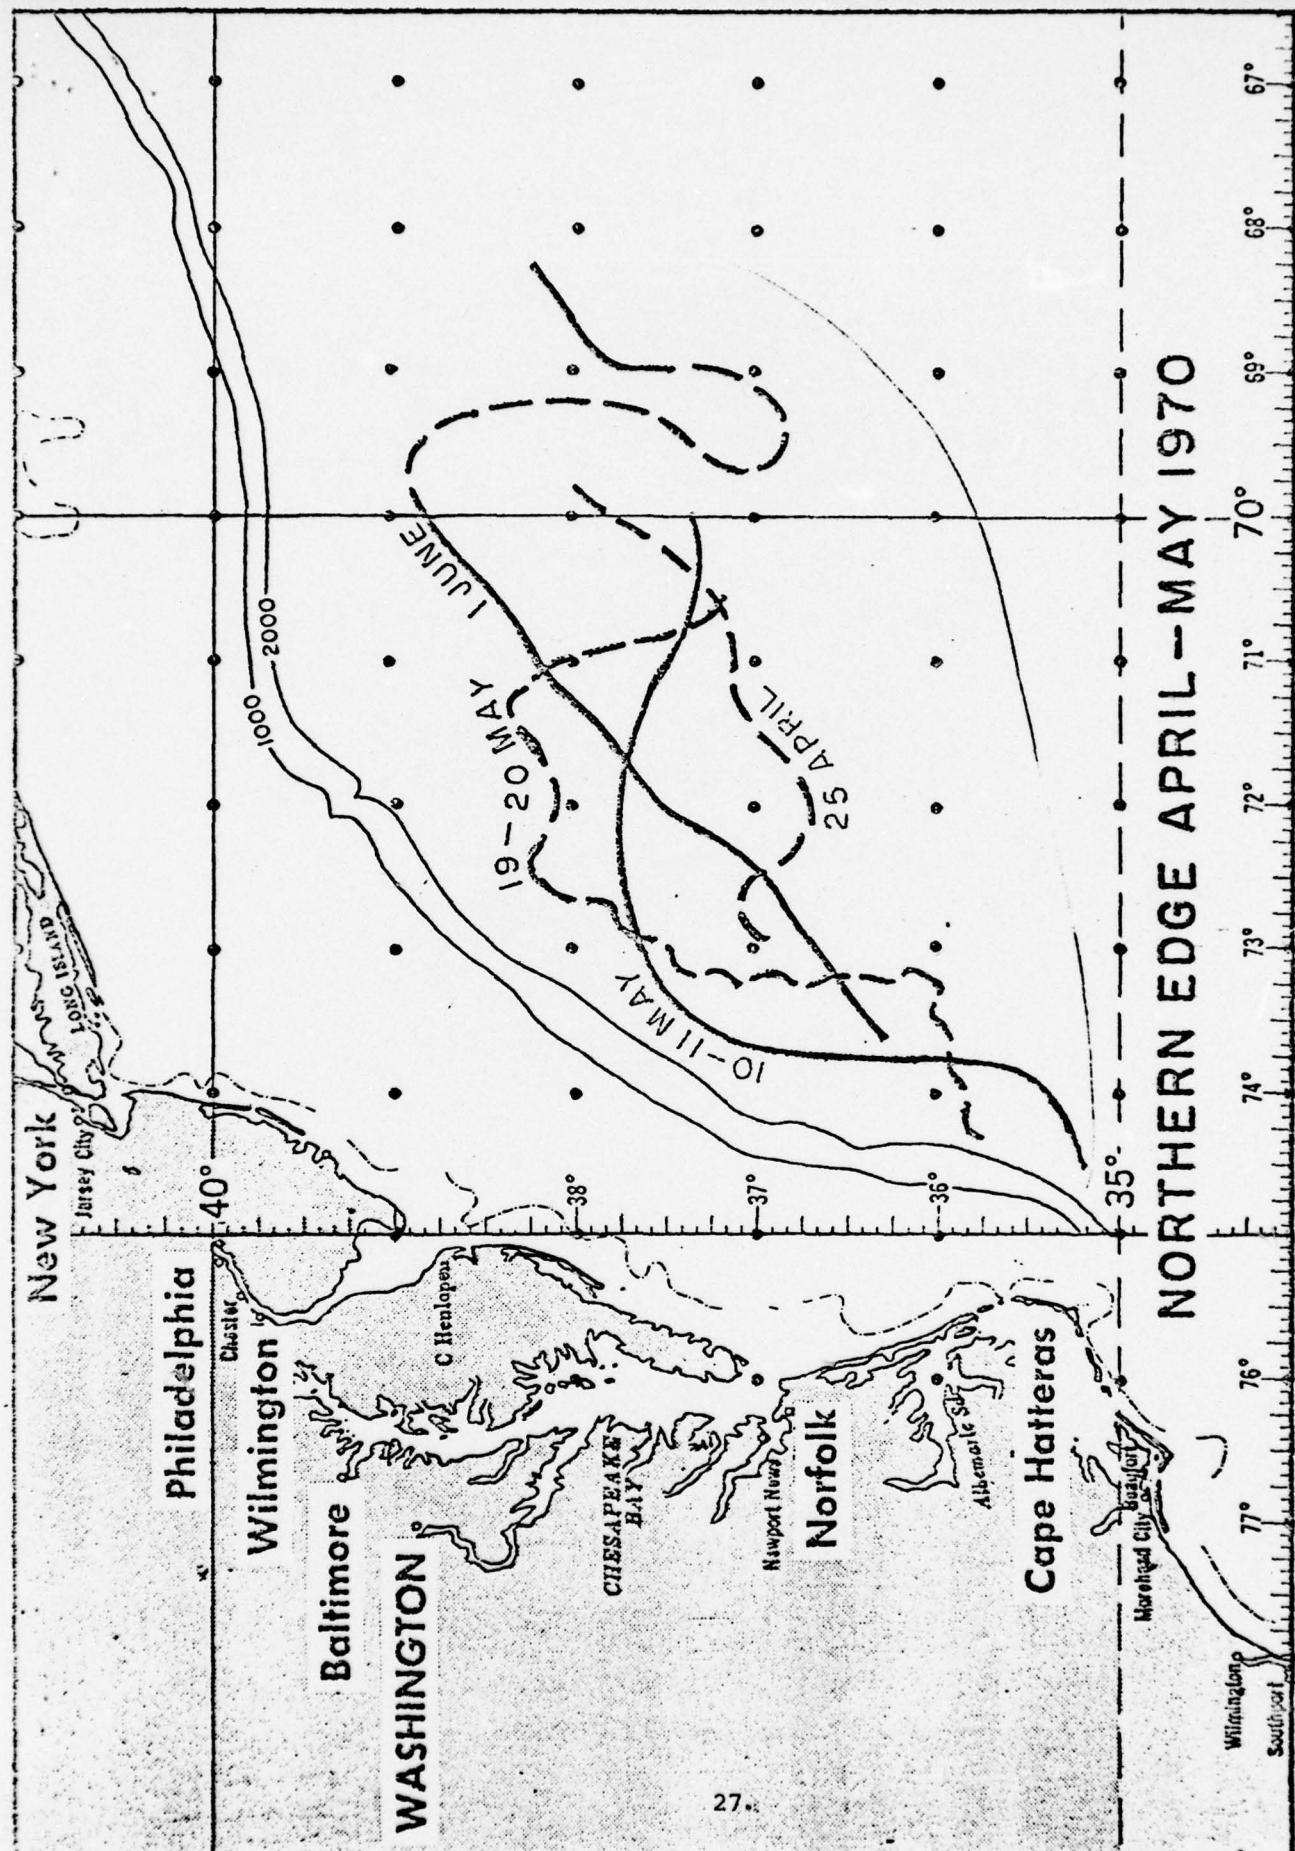 New York
Jersey City
LONG ISLAND
Philadelphia
Chester
Wilmington
Baltimore
WASHINGTON
C Henlopen
CHESAPEAKE
BAY
Newport News
Norfolk
Albemarle Sd.
Cape Hatteras
Morehead City
Beaufort
Wilmington
Southport
40°
38°
37°
36°
35°
1000
2000
1 JUNE
19-20 MAY
10-11 MAY
25 APRIL
NORTHERN EDGE APRIL-MAY 1970
77°
76°
74°
73°
72°
71°
70°
69°
68°
67°
27.